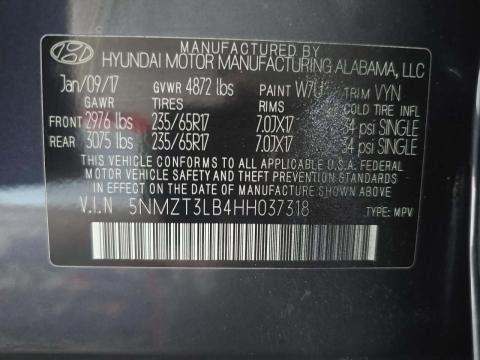 MANUFACTURED BY
HYUNDAI MOTOR MANUFACTURING ALABAMA, LLC
Jan/09/17 GVWR 4872 lbs PAINT W7U TRIM VYN
GAWR TIRES RIMS COLD TIRE INFL
FRONT 2976 lbs 235/65R17 7.0JX17 34 psi SINGLE
REAR 3075 lbs 235/65R17 7.0JX17 34 psi SINGLE
THIS VEHICLE CONFORMS TO ALL APPLICABLE U.S.A. FEDERAL
MOTOR VEHICLE SAFETY AND THEFT PREVENTION STANDARDS
IN EFFECT ON THE DATE OF MANUFACTURE SHOWN ABOVE.
V.I.N 5NMZT3LB4HH037318 TYPE: MPV